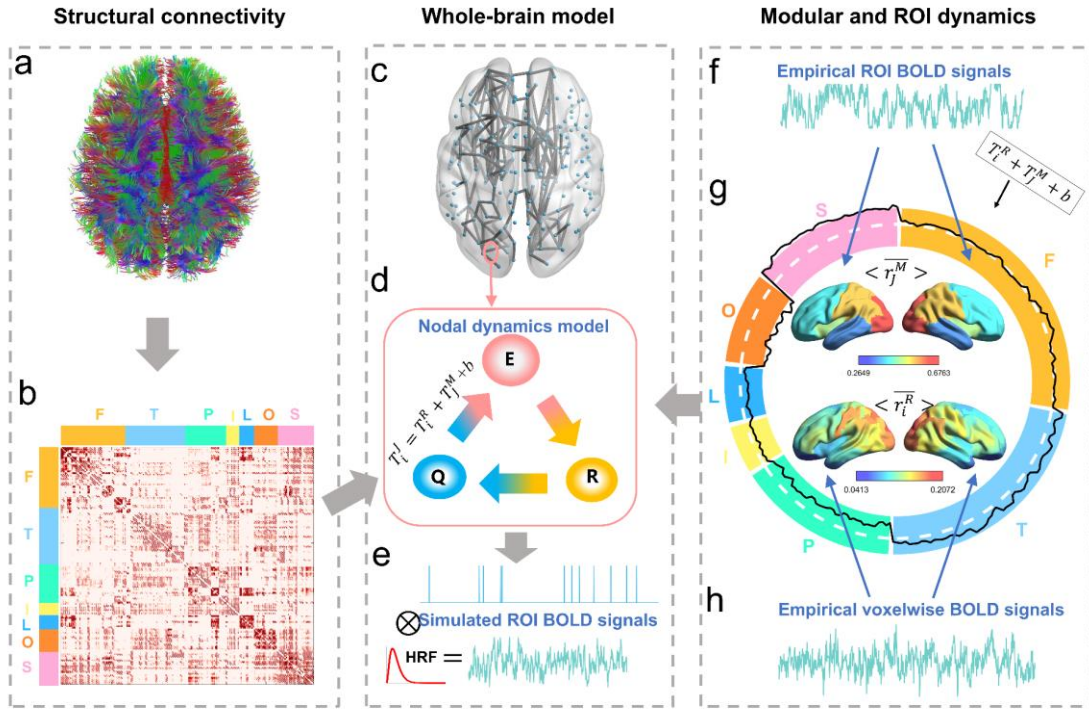 Structural connectivity
Whole-brain model
Modular and ROI dynamics
a
b
F T P I L O S
F
T
P
I
L
O
S
c
d
Nodal dynamics model
E
T_i^J = T_i^R + T_J^M + b
Q
R
e
⊗ Simulated ROI BOLD signals
HRF =
f
Empirical ROI BOLD signals
T_i^R + T_J^M + b
g
S
F
O
< \overline{r_J^M} >
0.2649 0.6763
L
< \overline{r_i^R} >
I
0.0413 0.2072
P
T
h
Empirical voxelwise BOLD signals